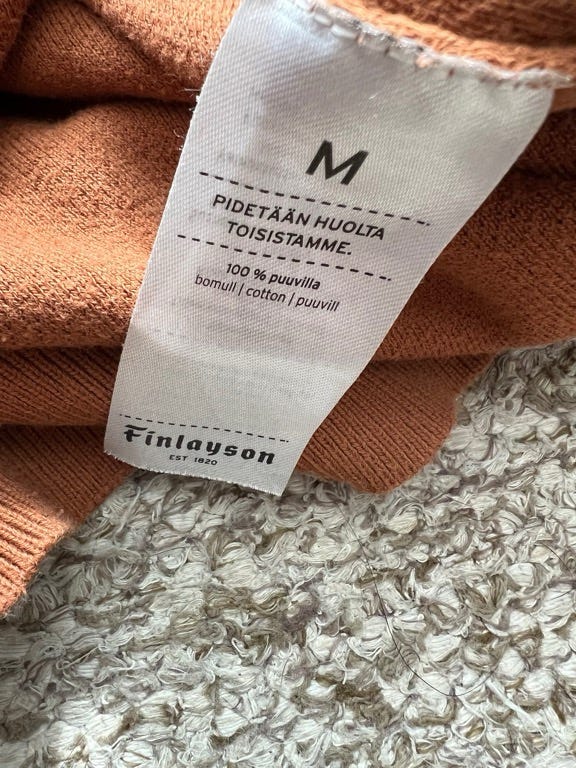 M
PIDETÄÄN HUOLTA
TOISISTAMME.
100 % puuvilla
bomull | cotton | puuvill
Finlayson
EST 1820